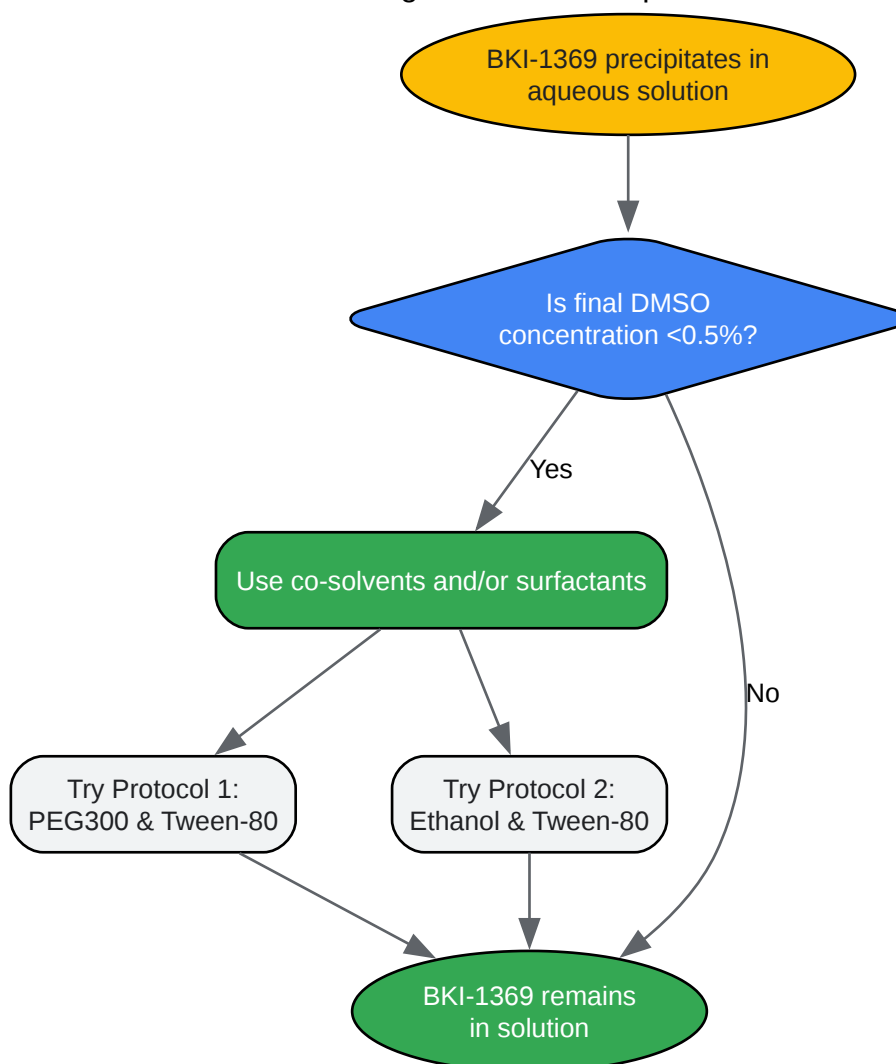 BKI-1369 precipitates in
aqueous solution
Is final DMSO
concentration <0.5%?
Yes
Use co-solvents and/or surfactants
No
Try Protocol 1:
PEG300 & Tween-80
Try Protocol 2:
Ethanol & Tween-80
BKI-1369 remains
in solution